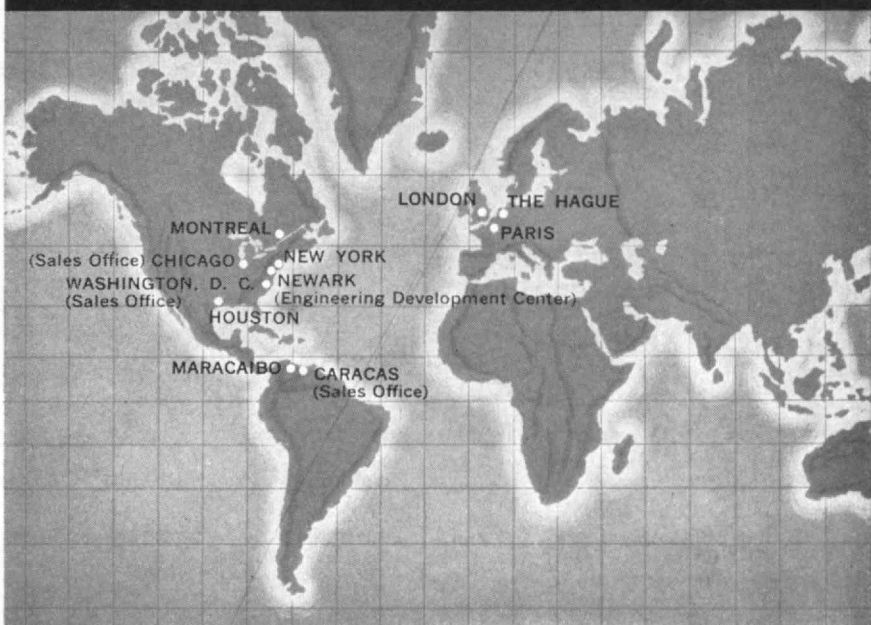 LONDON
THE HAGUE
PARIS
MONTREAL
(Sales Office) CHICAGO
NEW YORK
WASHINGTON, D. C.
(Sales Office)
NEWARK
(Engineering Development Center)
HOUSTON
MARACAIBO
CARACAS
(Sales Office)